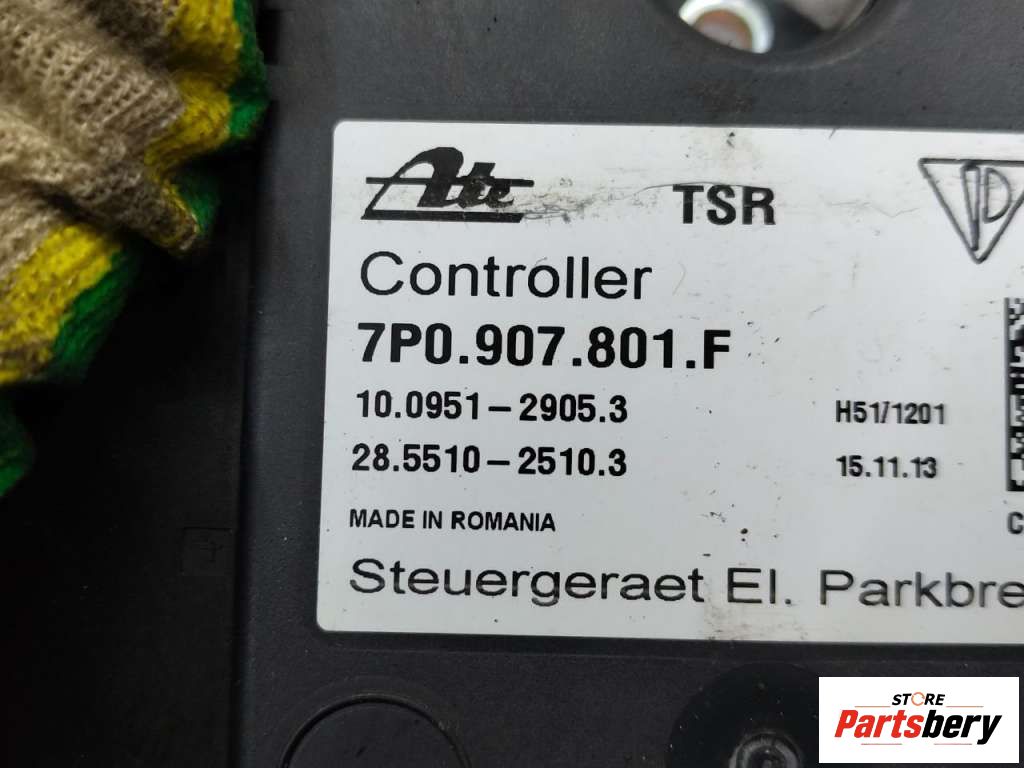 Ate TSR
Controller
7P0.907.801.F
10.0951-2905.3 H51/1201
28.5510-2510.3 15.11.13
MADE IN ROMANIA C
Steuergeraet El. Parkbre
STORE
Partsbery